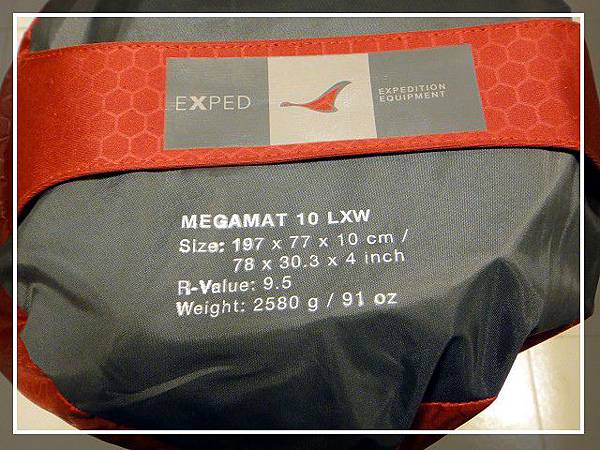 EXPED
EXPEDITION
EQUIPMENT
MEGAMAT 10 LXW
Size: 197 x 77 x 10 cm /
78 x 30.3 x 4 inch
R-Value: 9.5
Weight: 2580 g / 91 oz